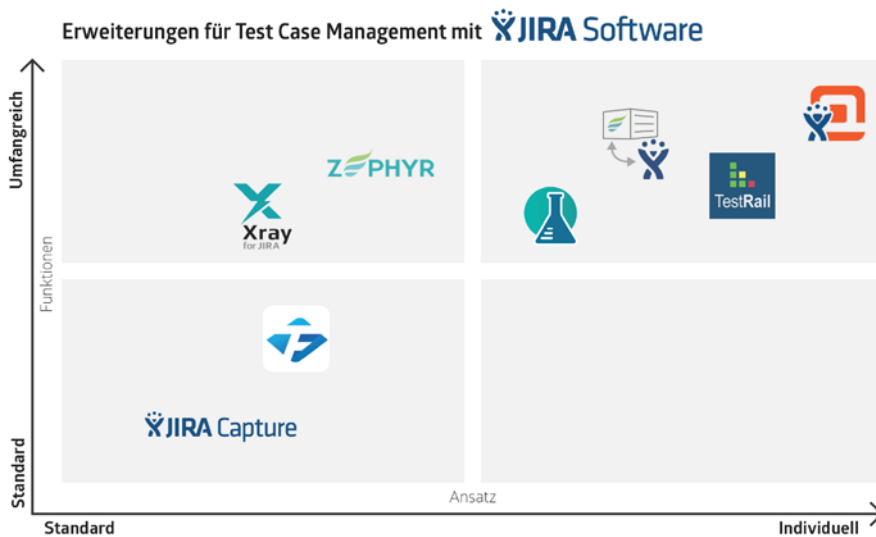 Erweiterungen für Test Case Management mit JIRA Software
Umfangreich
Funktionen
Standard
ZEPHYR
Xray
for JIRA
TestRail
JIRA Capture
Ansatz
Standard
Individuell